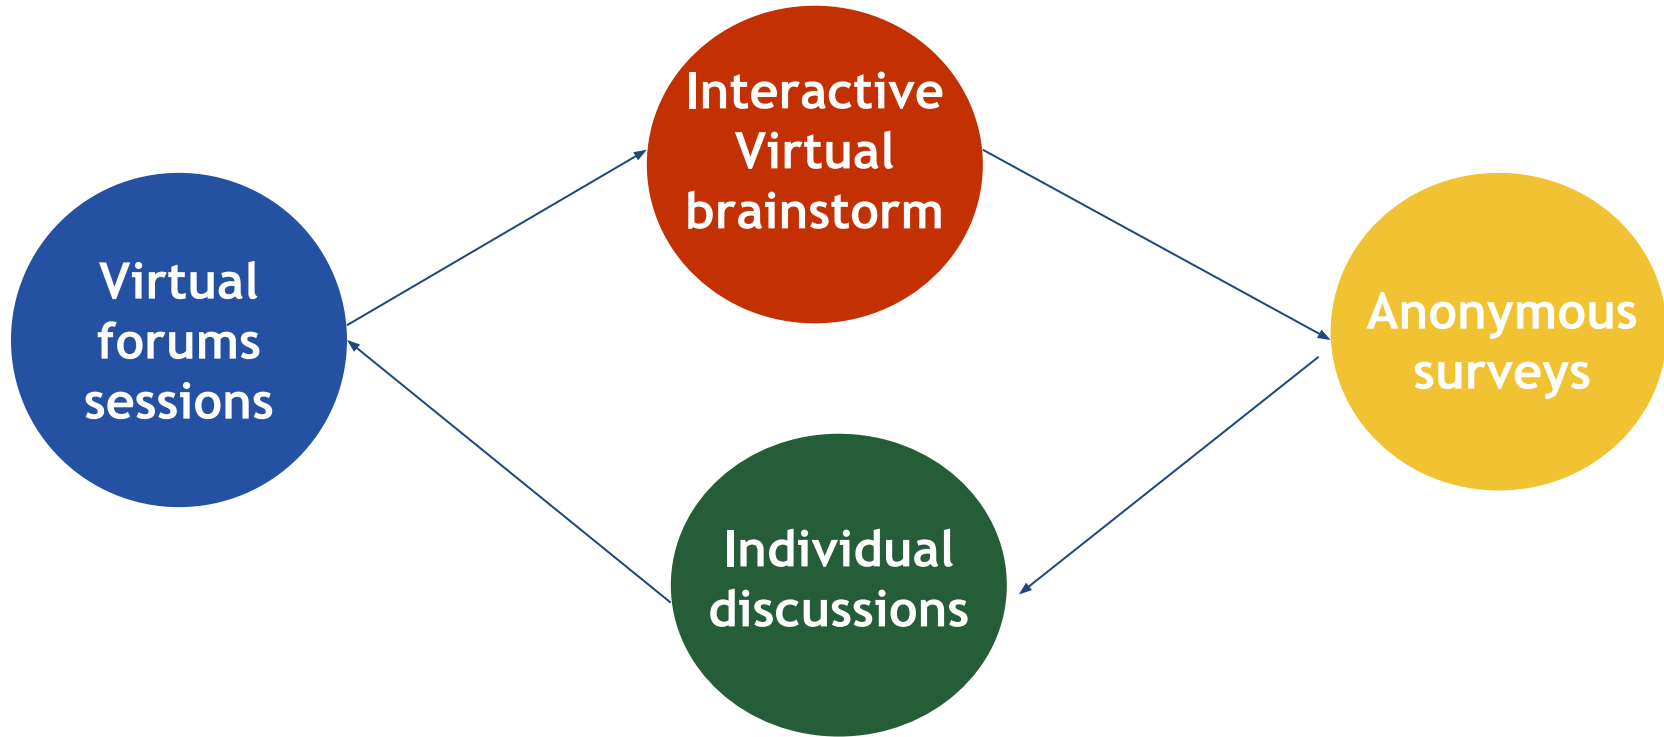 Interactive
Virtual
brainstorm
Virtual
forums
sessions
Anonymous
surveys
Individual
discussions